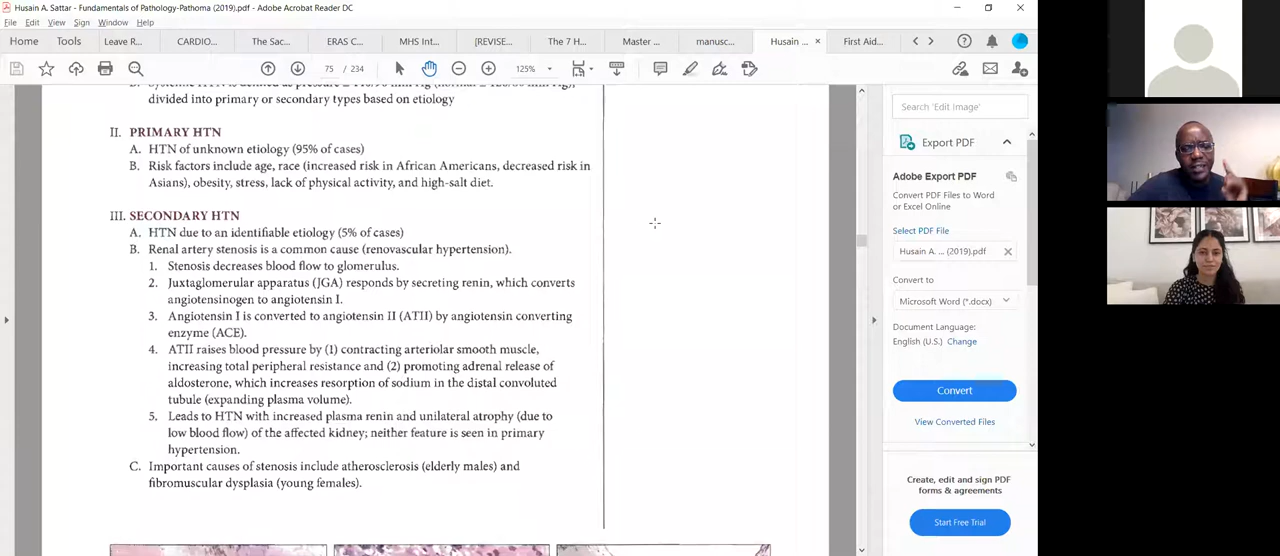 Husain A. Sattar - Fundamentals of Pathology-Pathoma (2019).pdf - Adobe Acrobat Reader DC
File Edit View Sign Window Help
Home Tools Leave R... CARDIO... The Sac... ERAS C... MHS Int... [REVISE... The 7 H... Master ... manusc... Husain ... × First Aid...
75 / 234 125%
divided into primary or secondary types based on etiology
II. PRIMARY HTN
A. HTN of unknown etiology (95% of cases)
B. Risk factors include age, race (increased risk in African Americans, decreased risk in
Asians), obesity, stress, lack of physical activity, and high-salt diet.
III. SECONDARY HTN
A. HTN due to an identifiable etiology (5% of cases)
B. Renal artery stenosis is a common cause (renovascular hypertension).
1. Stenosis decreases blood flow to glomerulus.
2. Juxtaglomerular apparatus (JGA) responds by secreting renin, which converts
angiotensinogen to angiotensin I.
3. Angiotensin I is converted to angiotensin II (ATII) by angiotensin converting
enzyme (ACE).
4. ATII raises blood pressure by (1) contracting arteriolar smooth muscle,
increasing total peripheral resistance and (2) promoting adrenal release of
aldosterone, which increases resorption of sodium in the distal convoluted
tubule (expanding plasma volume).
5. Leads to HTN with increased plasma renin and unilateral atrophy (due to
low blood flow) of the affected kidney; neither feature is seen in primary
hypertension.
C. Important causes of stenosis include atherosclerosis (elderly males) and
fibromuscular dysplasia (young females).
Search 'Edit Image'
Export PDF
Adobe Export PDF
Convert PDF Files to Word
or Excel Online
Select PDF File
Husain A. ... (2019).pdf
Convert to
Microsoft Word (*.docx)
Document Language:
English (U.S.) Change
Convert
View Converted Files
Create, edit and sign PDF
forms & agreements
Start Free Trial